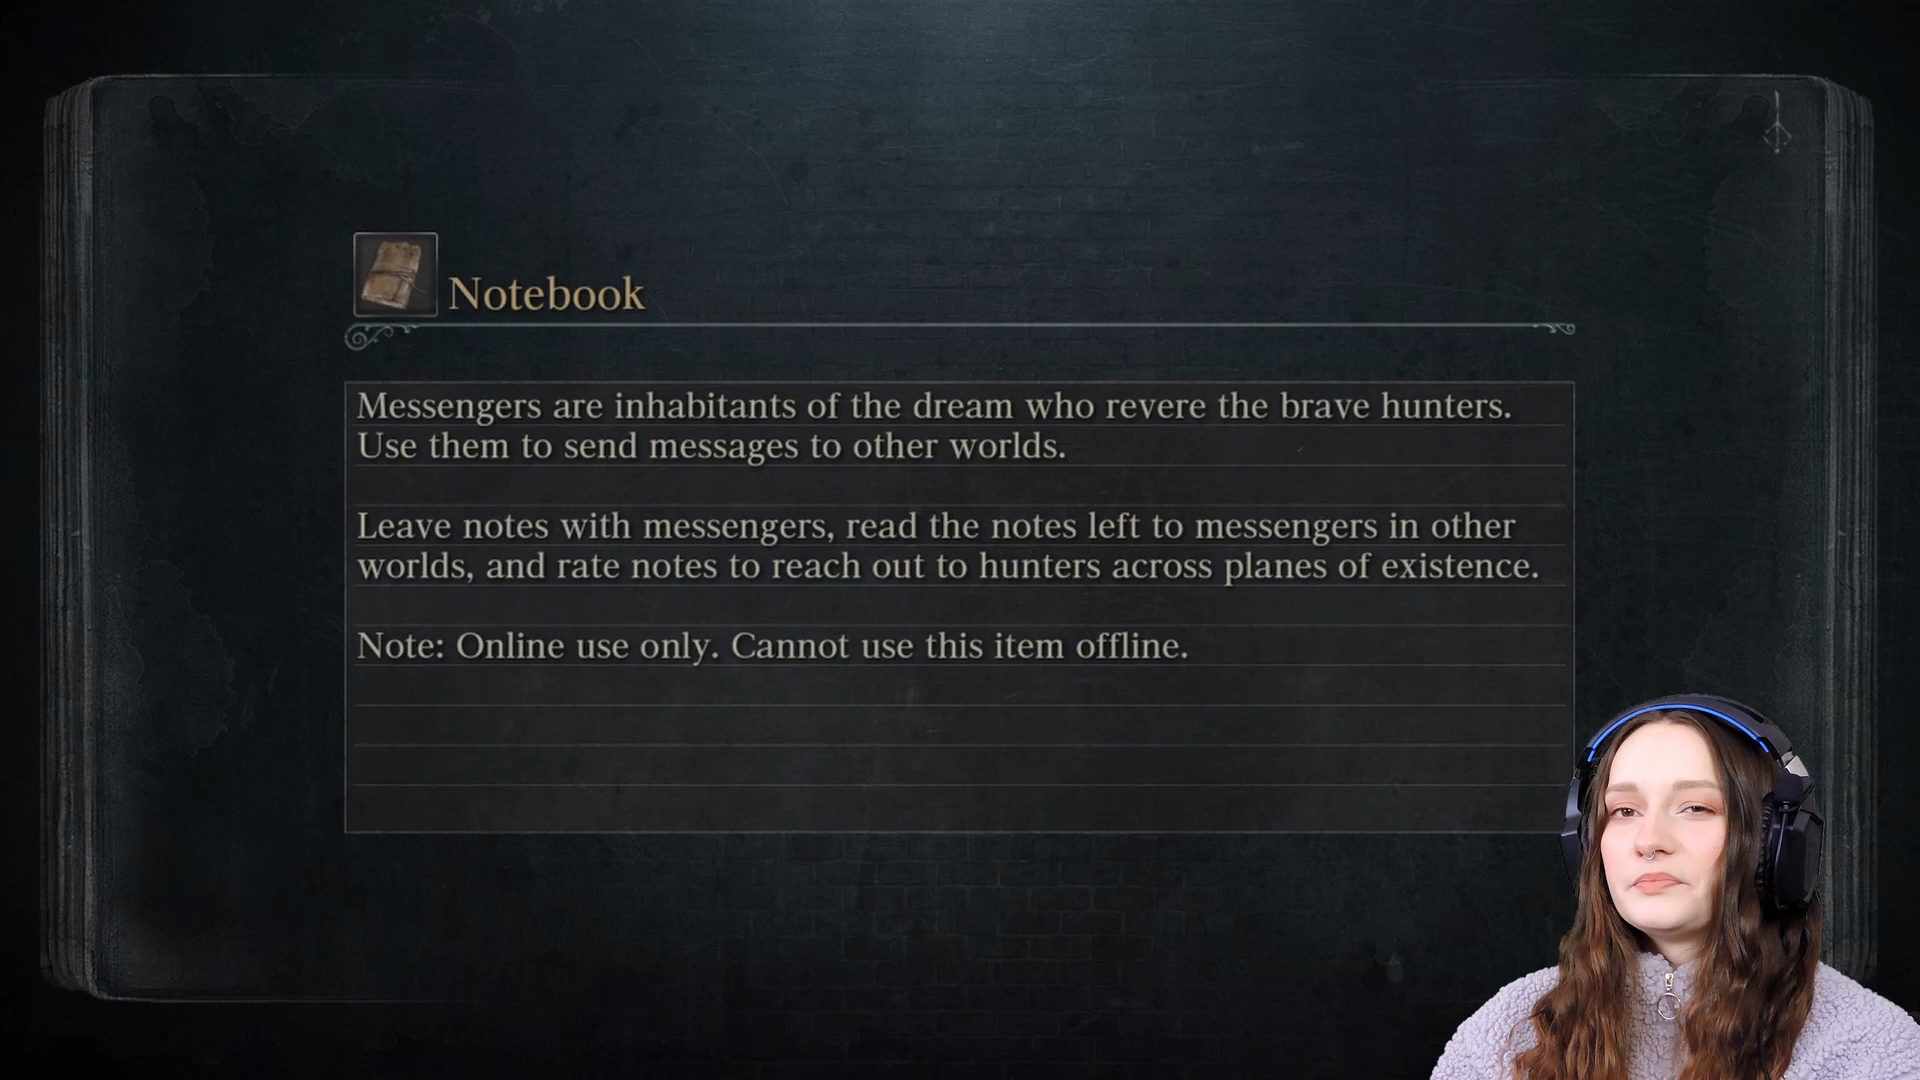 Notebook
Messengers are inhabitants of the dream who revere the brave hunters.
Use them to send messages to other worlds.
Leave notes with messengers, read the notes left to messengers in other
worlds, and rate notes to reach out to hunters across planes of existence.
Note: Online use only. Cannot use this item offline.